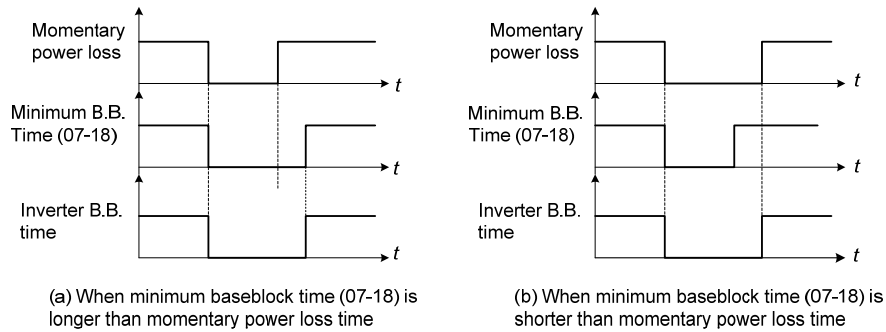 Momentary
power loss
t
Minimum B.B.
Time (07-18)
t
Inverter B.B.
time
t
(a) When minimum baseblock time (07-18) is
longer than momentary power loss time
Momentary
power loss
t
Minimum B.B.
Time (07-18)
t
Inverter B.B.
time
t
(b) When minimum baseblock time (07-18) is
shorter than momentary power loss time